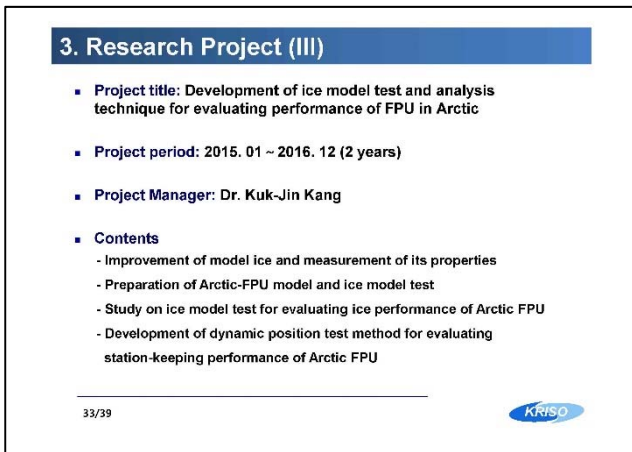 3. Research Project (III)
▪ Project title: Development of ice model test and analysis
technique for evaluating performance of FPU in Arctic
▪ Project period: 2015. 01 ~ 2016. 12 (2 years)
▪ Project Manager: Dr. Kuk-Jin Kang
▪ Contents
- Improvement of model ice and measurement of its properties
- Preparation of Arctic-FPU model and ice model test
- Study on ice model test for evaluating ice performance of Arctic FPU
- Development of dynamic position test method for evaluating
station-keeping performance of Arctic FPU
33/39
KRISO